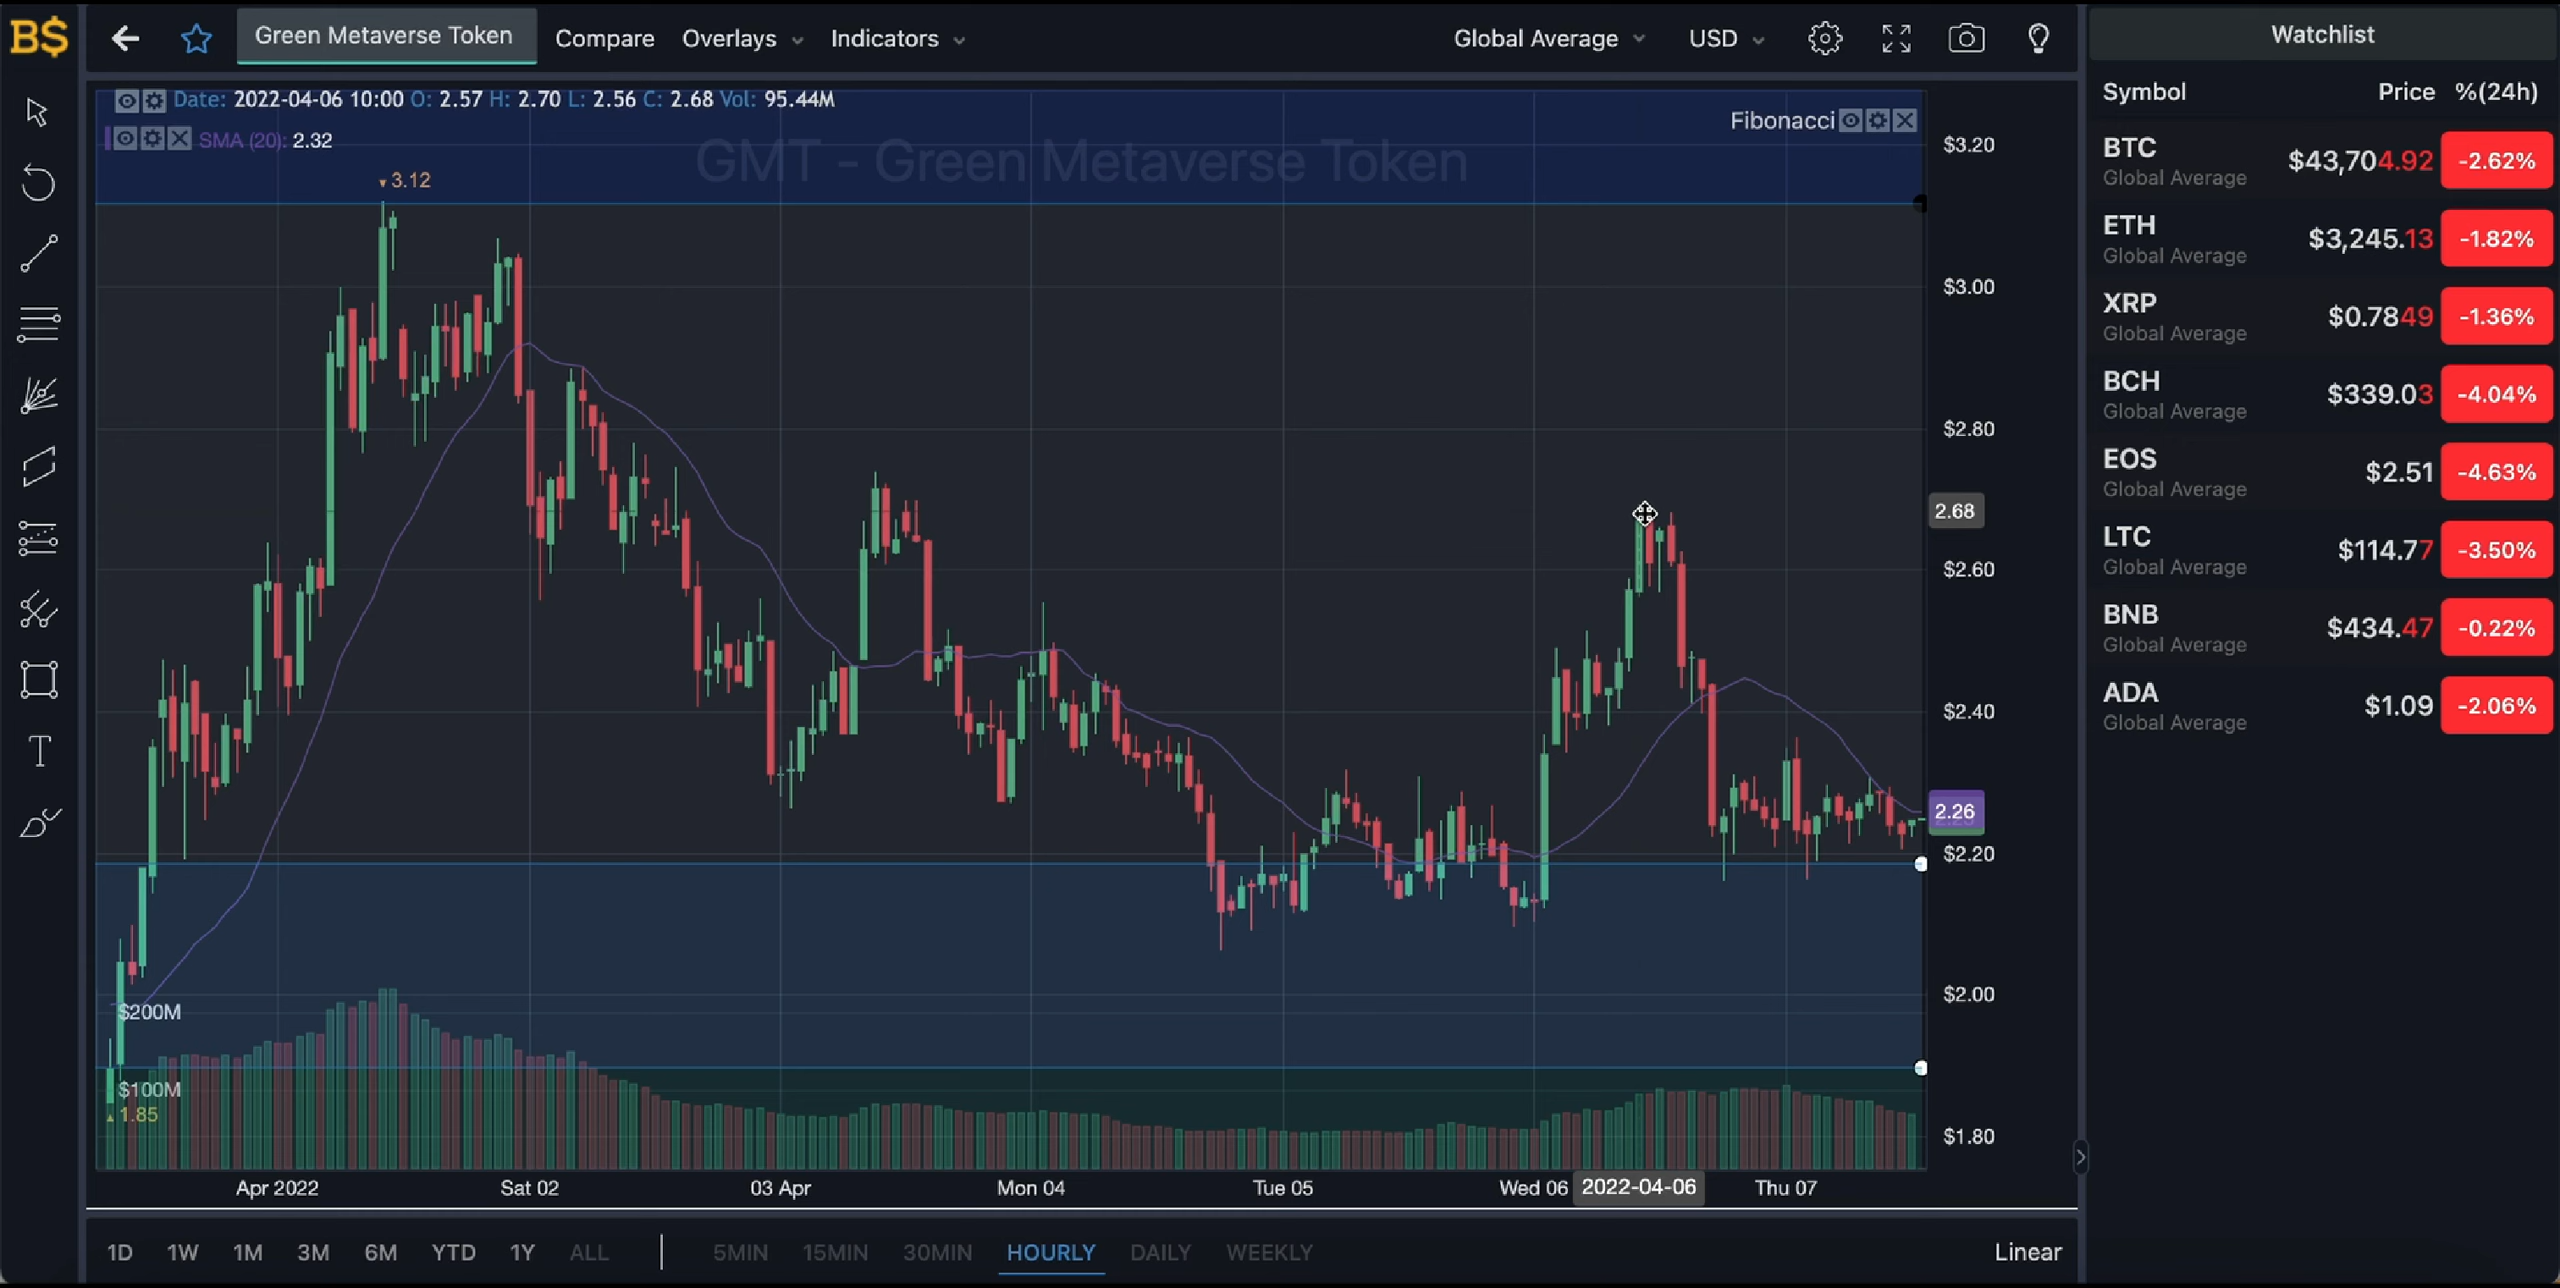 B$
Green Metaverse Token
Compare
Overlays
Indicators
Global Average
USD
Date: 2022-04-06 10:00 O: 2.57 H: 2.70 L: 2.56 C: 2.68 Vol: 95.44M
SMA (20): 2.32
Fibonacci
GMT - Green Metaverse Token
3.12
$3.20
$3.00
$2.80
2.68
$2.60
$2.40
2.26
$2.20
$2.00
$1.80
$200M
$100M
1.85
T
Apr 2022
Sat 02
03 Apr
Mon 04
Tue 05
Wed 06
2022-04-06
Thu 07
1D 1W 1M 3M 6M YTD 1Y ALL
5MIN 15MIN 30MIN HOURLY DAILY WEEKLY
Linear
Watchlist
Symbol Price %(24h)
BTC $43,704.92 -2.62%
Global Average
ETH $3,245.13 -1.82%
Global Average
XRP $0.7849 -1.36%
Global Average
BCH $339.03 -4.04%
Global Average
EOS $2.51 -4.63%
Global Average
LTC $114.77 -3.50%
Global Average
BNB $434.47 -0.22%
Global Average
ADA $1.09 -2.06%
Global Average